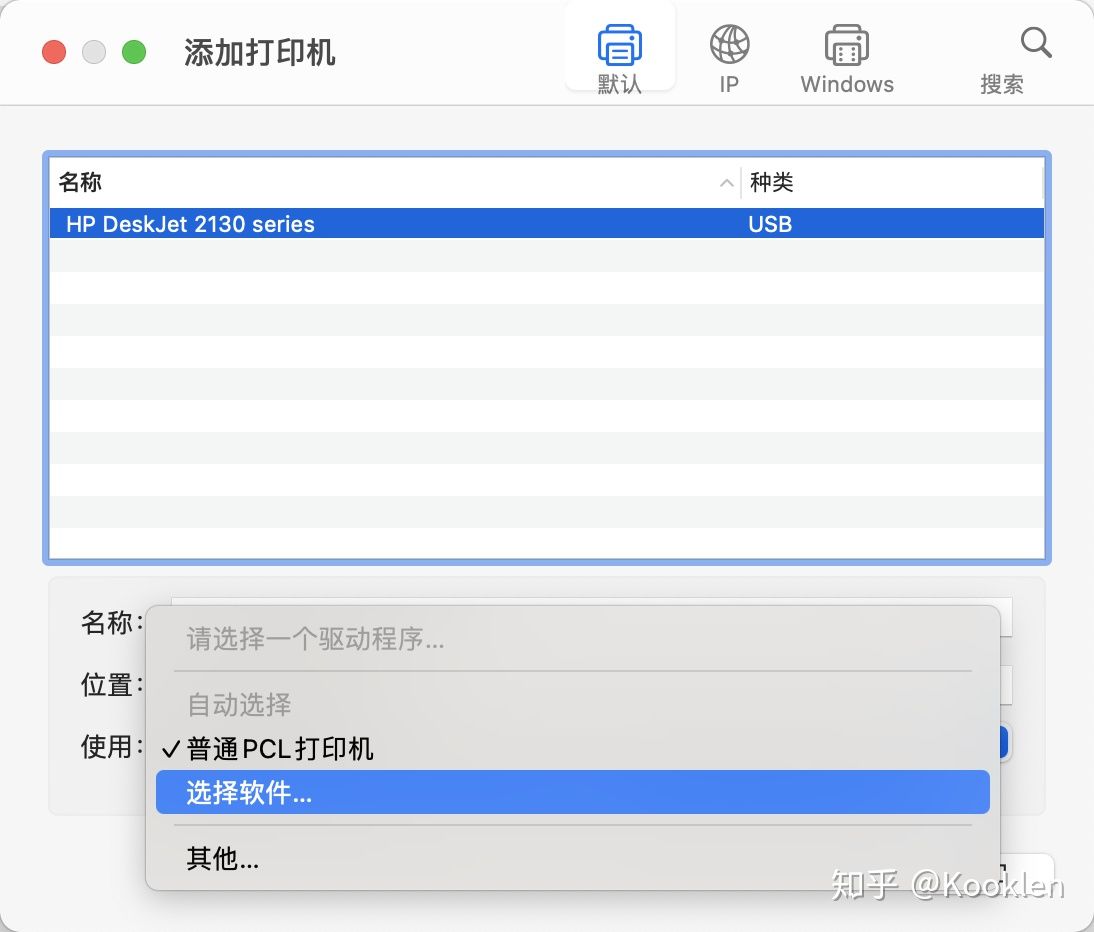 添加打印机
默认
IP
Windows
搜索
名称
种类
HP DeskJet 2130 series
USB
名称:
请选择一个驱动程序...
位置:
自动选择
使用:
✓普通PCL打印机
选择软件...
其他...
知乎 @Kooklen